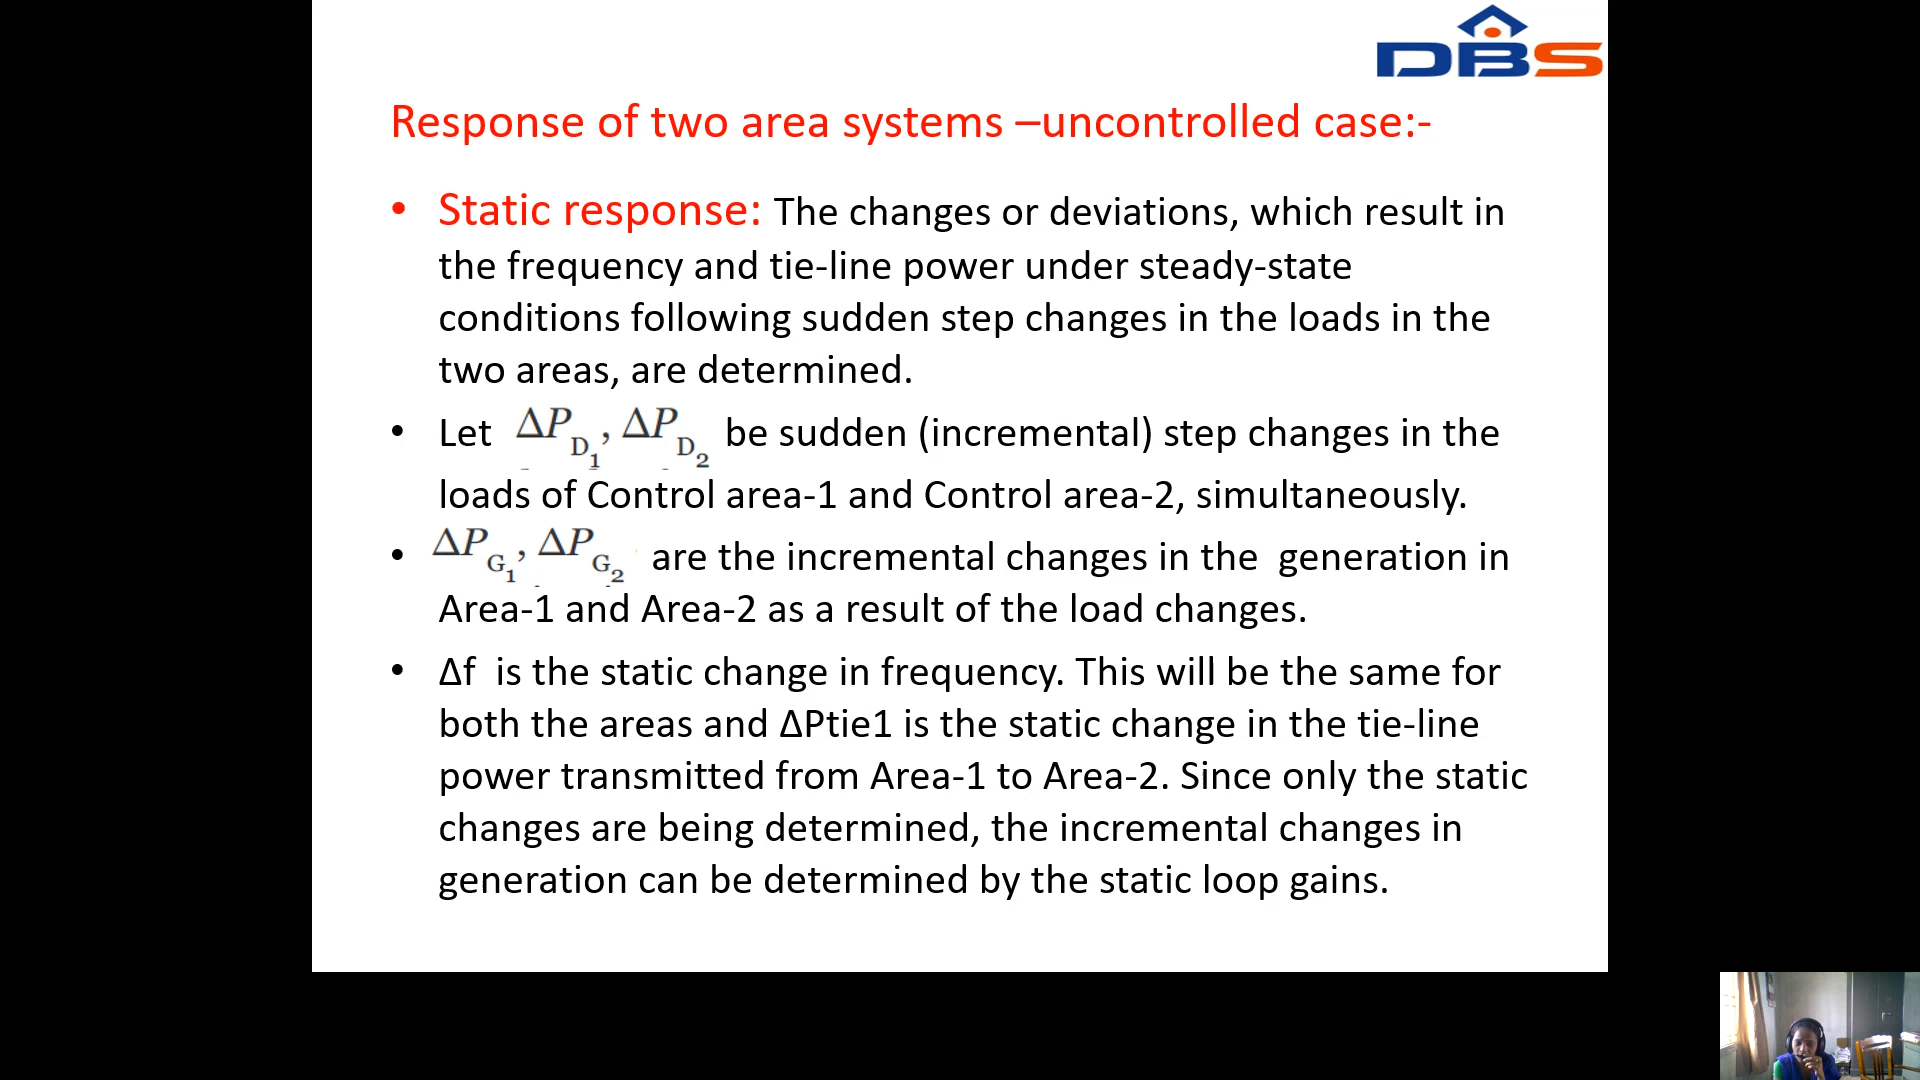 DBS
Response of two area systems –uncontrolled case:-
• Static response: The changes or deviations, which result in
the frequency and tie-line power under steady-state
conditions following sudden step changes in the loads in the
two areas, are determined.
• Let ΔP_D₁, ΔP_D₂ be sudden (incremental) step changes in the
loads of Control area-1 and Control area-2, simultaneously.
• ΔP_G₁, ΔP_G₂ are the incremental changes in the generation in
Area-1 and Area-2 as a result of the load changes.
• Δf is the static change in frequency. This will be the same for
both the areas and ΔPtie1 is the static change in the tie-line
power transmitted from Area-1 to Area-2. Since only the static
changes are being determined, the incremental changes in
generation can be determined by the static loop gains.